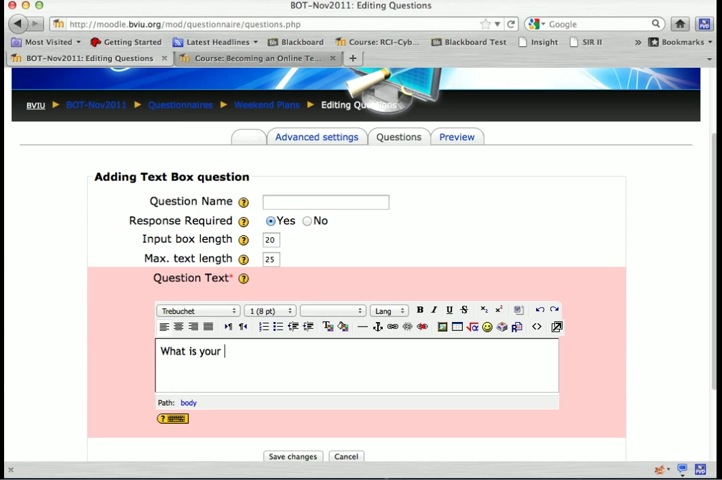 BOT-Nov2011: Editing Questions
http://moodle.bviu.org/mod/questionnaire/questions.php
Google
Most Visited
Getting Started
Latest Headlines
Blackboard
Course: RCI-Cyb...
Blackboard Test
Insight
SIR II
»
Bookmarks
BOT-Nov2011: Editing Questions
Course: Becoming an Online Te...
BVIU ► BOT-Nov2011 ► Questionnaires ► Weekend Plans ► Editing Questions
Advanced settings
Questions
Preview
Adding Text Box question
Question Name
Response Required Yes No
Input box length 20
Max. text length 25
Question Text*
Trebuchet 1 (8 pt) Lang B I U S
What is your
Path: body
Save changes Cancel